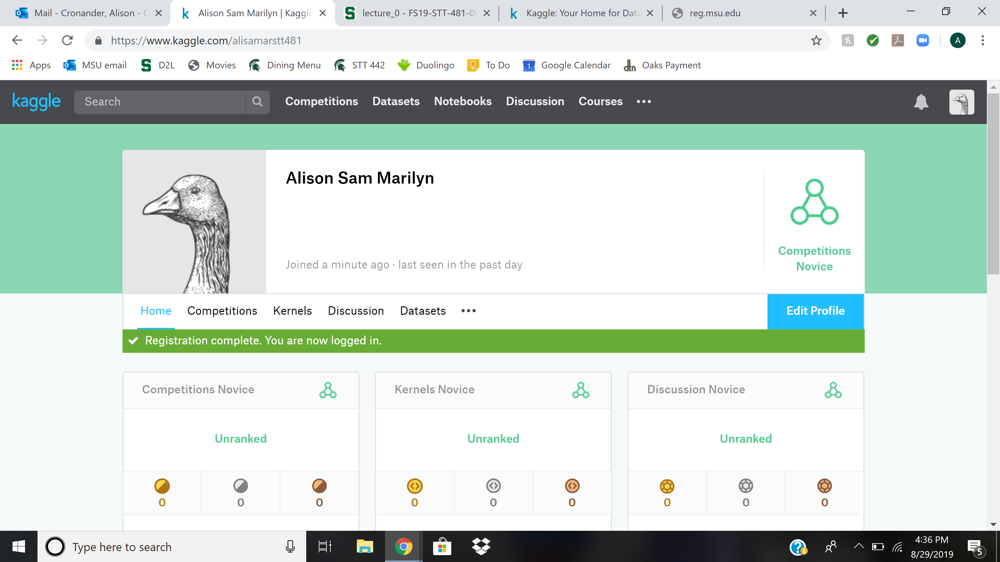 Mail - Cronander, Alison - 
Alison Sam Marilyn | Kaggle
lecture_0 - FS19-STT-481-00
Kaggle: Your Home for Data
reg.msu.edu
https://www.kaggle.com/alisamarstt481
A
Apps
MSU email
D2L
Movies
Dining Menu
STT 442
Duolingo
To Do
1
Google Calendar
dtn
Oaks Payment
kaggle
Search
Competitions
Datasets
Notebooks
Discussion
Courses
Alison Sam Marilyn
Joined a minute ago · last seen in the past day
Competitions
Novice
Home
Competitions
Kernels
Discussion
Datasets
Edit Profile
Registration complete. You are now logged in.
Competitions Novice
Kernels Novice
Discussion Novice
Unranked
Unranked
Unranked
0
0
0
0
0
0
0
0
0
Type here to search
4:36 PM
8/29/2019
5